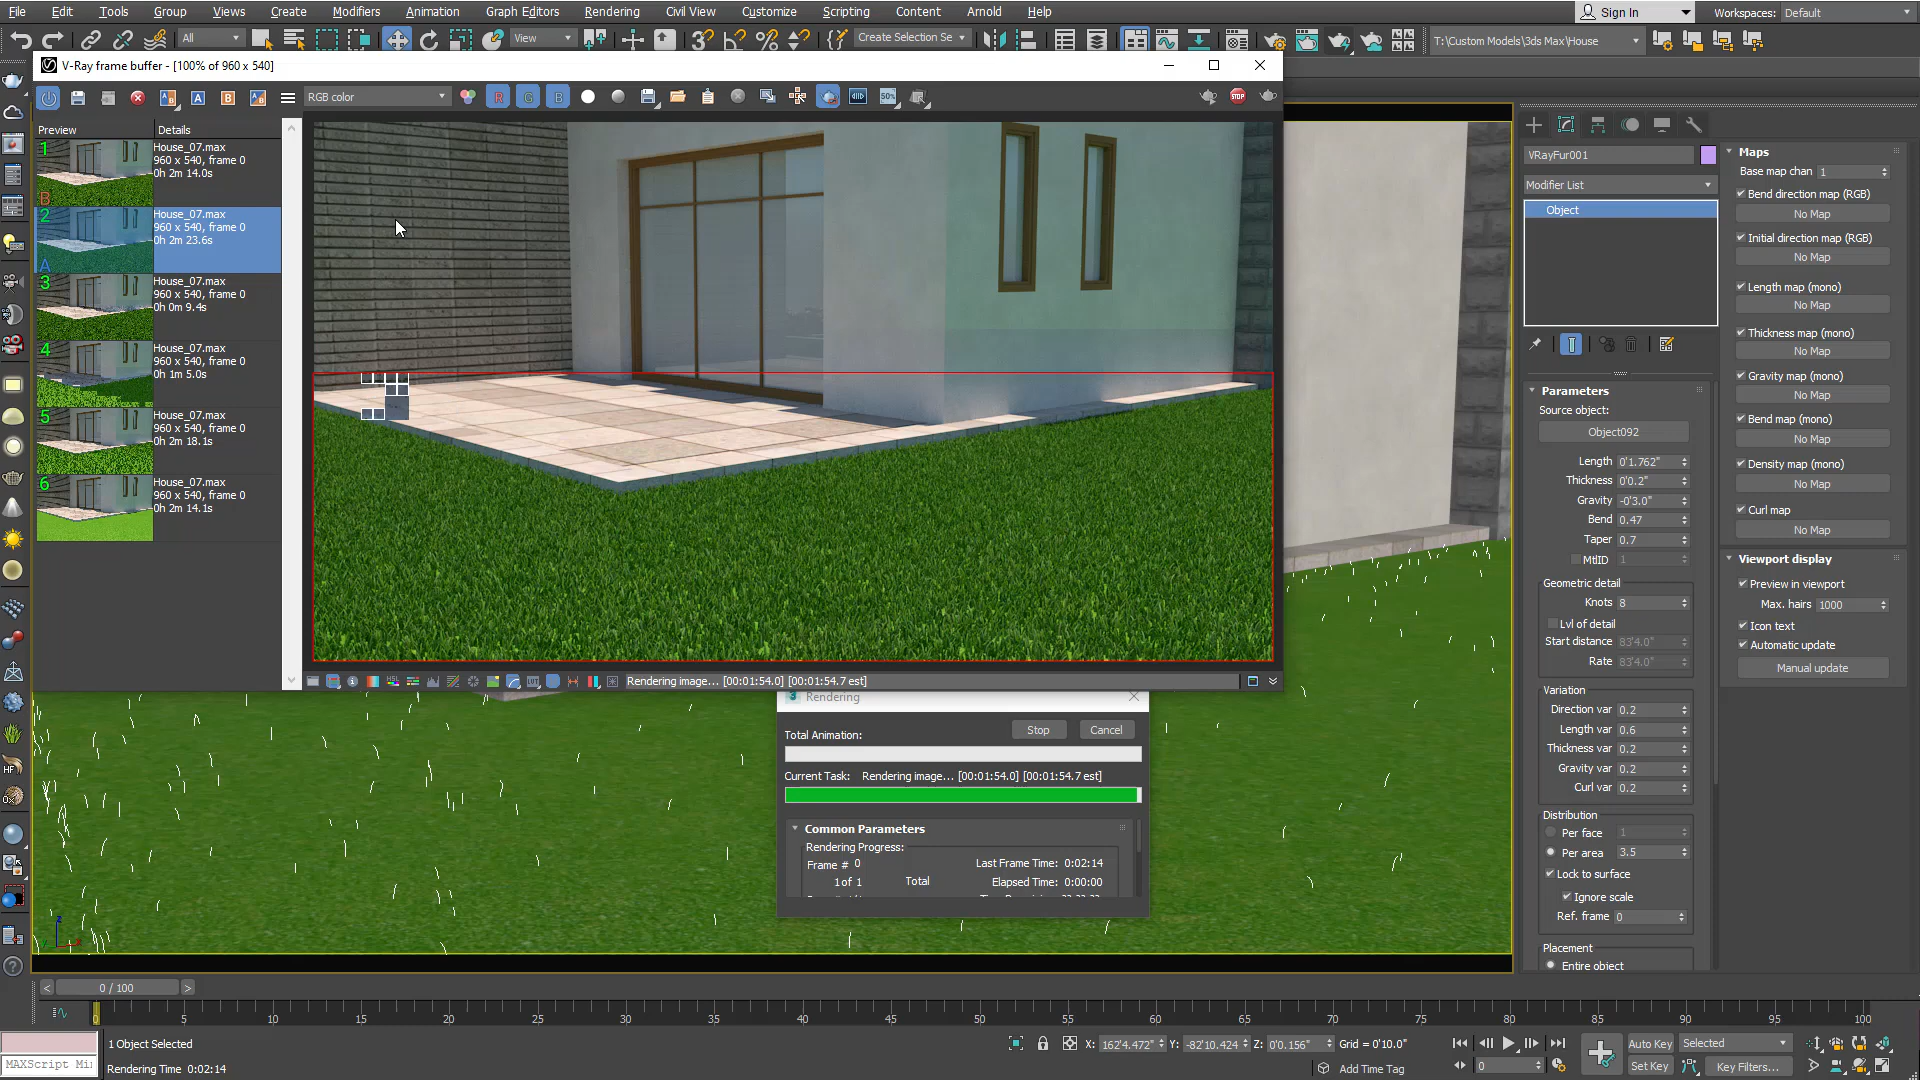 File Edit Tools Group Views Create Modifiers Animation Graph Editors Rendering Civil View Customize Scripting Content Arnold Help Sign In Workspaces: Default
All View Create Selection Se T:\Custom Models\3ds Max\House
V-Ray frame buffer - [100% of 960 x 540]
RGB color R G B 50% STOP
Preview Details
1 House_07.max
960 x 540, frame 0
0h 2m 14.0s
B
2 House_07.max
960 x 540, frame 0
0h 2m 23.6s
A
3 House_07.max
960 x 540, frame 0
0h 0m 9.4s
4 House_07.max
960 x 540, frame 0
0h 1m 5.0s
5 House_07.max
960 x 540, frame 0
0h 2m 18.1s
6 House_07.max
960 x 540, frame 0
0h 2m 14.1s
Rendering image... [00:01:54.0] [00:01:54.7 est]
Rendering
Total Animation: Stop Cancel
Current Task: Rendering image... [00:01:54.0] [00:01:54.7 est]
Common Parameters
Rendering Progress:
Frame # 0 Last Frame Time: 0:02:14
1 of 1 Total Elapsed Time: 0:00:00
VRayFur001
Modifier List
Object
Parameters
Source object:
Object092
Length 0'1.762"
Thickness 0'0.2"
Gravity -0'3.0"
Bend 0.47
Taper 0.7
MtlID 1
Geometric detail
Knots 8
Lvl of detail
Start distance 83'4.0"
Rate 83'4.0"
Variation
Direction var 0.2
Length var 0.6
Thickness var 0.2
Gravity var 0.2
Curl var 0.2
Distribution
Per face 1
Per area 3.5
Lock to surface
Ignore scale
Ref. frame 0
Placement
Entire object
Maps
Base map chan 1
Bend direction map (RGB)
No Map
Initial direction map (RGB)
No Map
Length map (mono)
No Map
Thickness map (mono)
No Map
Gravity map (mono)
No Map
Bend map (mono)
No Map
Density map (mono)
No Map
Curl map
No Map
Viewport display
Preview in viewport
Max. hairs 1000
Icon text
Automatic update
Manual update
HF
z
0 / 100
0 5 10 15 20 25 30 35 40 45 50 55 60 65 70 75 80 85 90 95 100
1 Object Selected X: 162'4.472" Y: -82'10.424 Z: 0'0.156" Grid = 0'10.0" Auto Key Selected
MAXScript Mi Rendering Time 0:02:14 Add Time Tag 0 Set Key Key Filters...